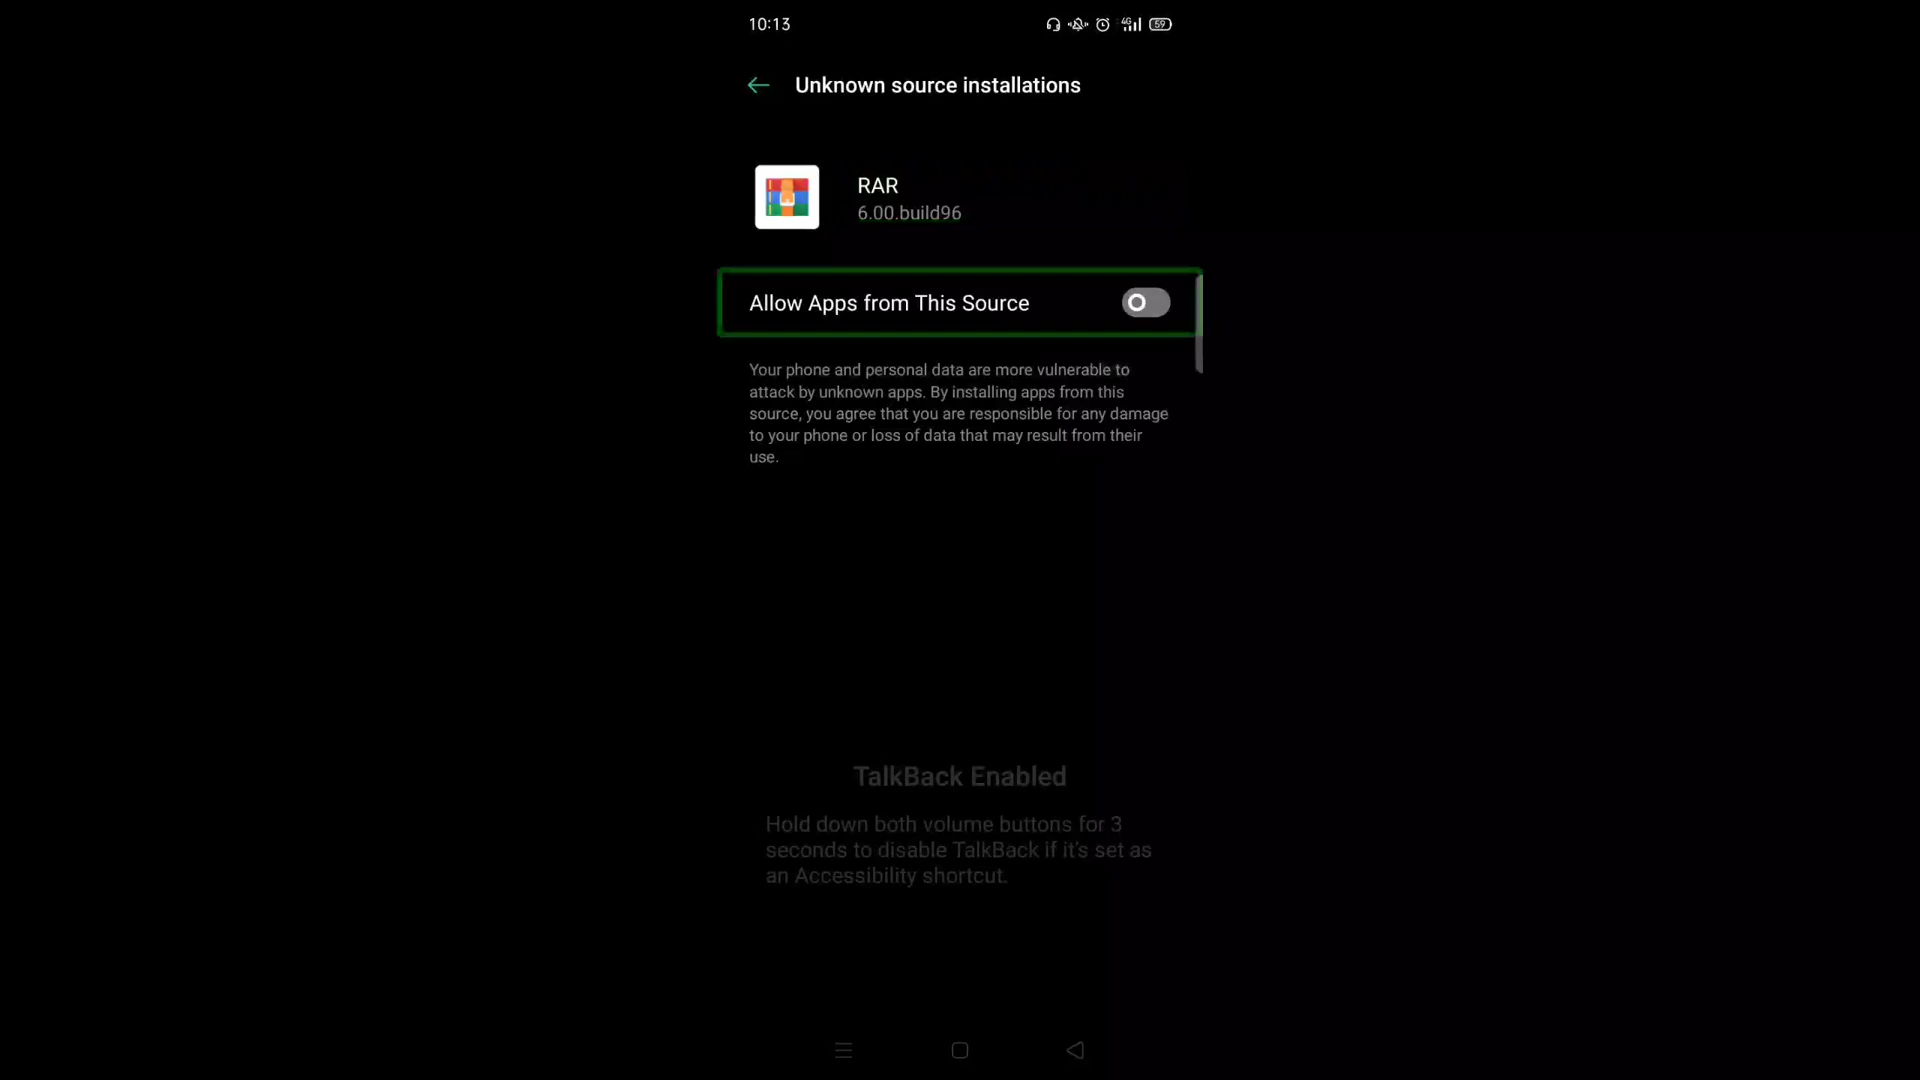 10:13
4G 59
Unknown source installations
RAR
6.00.build96
Allow Apps from This Source
Your phone and personal data are more vulnerable to
attack by unknown apps. By installing apps from this
source, you agree that you are responsible for any damage
to your phone or loss of data that may result from their
use.
TalkBack Enabled
Hold down both volume buttons for 3
seconds to disable TalkBack if it's set as
an Accessibility shortcut.